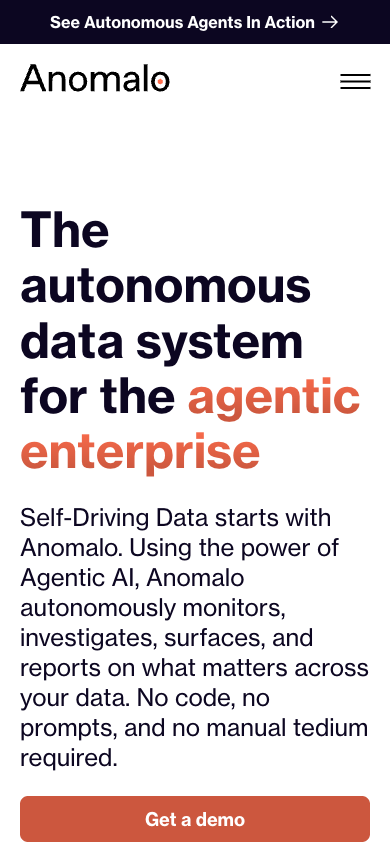 See Autonomous Agents In Action →
Anomalo
The
autonomous
data system
for the agentic
enterprise
Self-Driving Data starts with
Anomalo. Using the power of
Agentic AI, Anomalo
autonomously monitors,
investigates, surfaces, and
reports on what matters across
your data. No code, no
prompts, and no manual tedium
required.
Get a demo